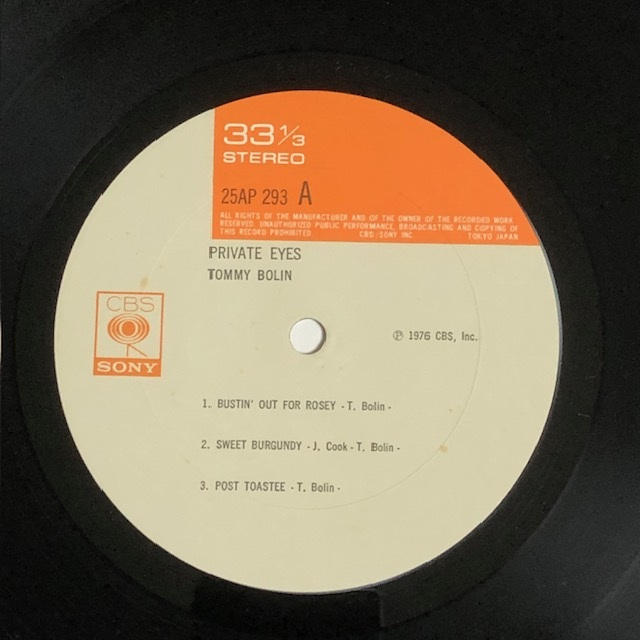 33 1/3
STEREO
25AP 293 A
ALL RIGHTS OF THE MANUFACTURER AND OF THE OWNER OF THE RECORDED WORK
RESERVED. UNAUTHORIZED PUBLIC PERFORMANCE, BROADCASTING AND COPYING OF
THIS RECORD PROHIBITED CBS/SONY INC TOKYO JAPAN
PRIVATE EYES
TOMMY BOLIN
CBS
SONY
℗ 1976 CBS, Inc.
1. BUSTIN' OUT FOR ROSEY - T. Bolin -
2. SWEET BURGUNDY - J. Cook - T. Bolin -
3. POST TOASTEE - T. Bolin -